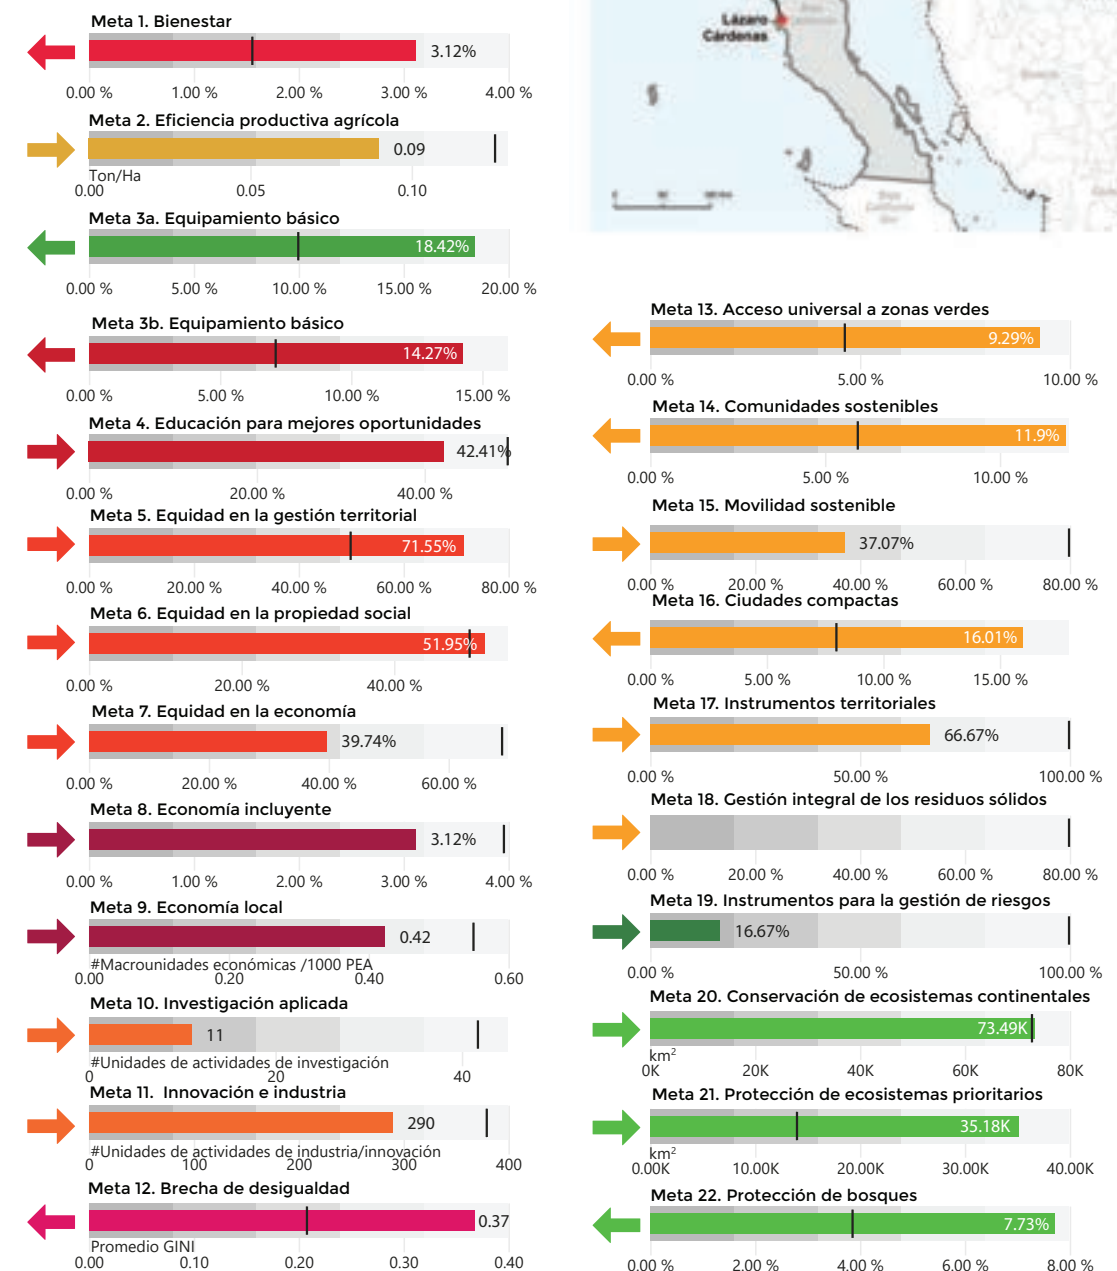 Meta 1. Bienestar
3.12%
0.00 % 1.00 % 2.00 % 3.00 % 4.00 %
Meta 2. Eficiencia productiva agrícola
0.09
Ton/Ha
0.00 0.05 0.10
Meta 3a. Equipamiento básico
18.42%
0.00 % 5.00 % 10.00 % 15.00 % 20.00 %
Meta 3b. Equipamiento básico
14.27%
0.00 % 5.00 % 10.00 % 15.00 %
Meta 4. Educación para mejores oportunidades
42.41%
0.00 % 20.00 % 40.00 %
Meta 5. Equidad en la gestión territorial
71.55%
0.00 % 20.00 % 40.00 % 60.00 % 80.00 %
Meta 6. Equidad en la propiedad social
51.95%
0.00 % 20.00 % 40.00 %
Meta 7. Equidad en la economía
39.74%
0.00 % 20.00 % 40.00 % 60.00 %
Meta 8. Economía incluyente
3.12%
0.00 % 1.00 % 2.00 % 3.00 % 4.00 %
Meta 9. Economía local
0.42
#Macrounidades económicas /1000 PEA
0.00 0.20 0.40 0.60
Meta 10. Investigación aplicada
11
#Unidades de actividades de investigación
0 20 40
Meta 11. Innovación e industria
290
#Unidades de actividades de industria/innovación
0 100 200 300 400
Meta 12. Brecha de desigualdad
0.37
Promedio GINI
0.00 0.10 0.20 0.30 0.40
Lázaro
Cárdenas
Meta 13. Acceso universal a zonas verdes
9.29%
0.00 % 5.00 % 10.00 %
Meta 14. Comunidades sostenibles
11.9%
0.00 % 5.00 % 10.00 %
Meta 15. Movilidad sostenible
37.07%
0.00 % 20.00 % 40.00 % 60.00 % 80.00 %
Meta 16. Ciudades compactas
16.01%
0.00 % 5.00 % 10.00 % 15.00 %
Meta 17. Instrumentos territoriales
66.67%
0.00 % 50.00 % 100.00 %
Meta 18. Gestión integral de los residuos sólidos
0.00 % 20.00 % 40.00 % 60.00 % 80.00 %
Meta 19. Instrumentos para la gestión de riesgos
16.67%
0.00 % 50.00 % 100.00 %
Meta 20. Conservación de ecosistemas continentales
73.49K
km²
0K 20K 40K 60K 80K
Meta 21. Protección de ecosistemas prioritarios
35.18K
km²
0.00K 10.00K 20.00K 30.00K 40.00K
Meta 22. Protección de bosques
7.73%
0.00 % 2.00 % 4.00 % 6.00 % 8.00 %